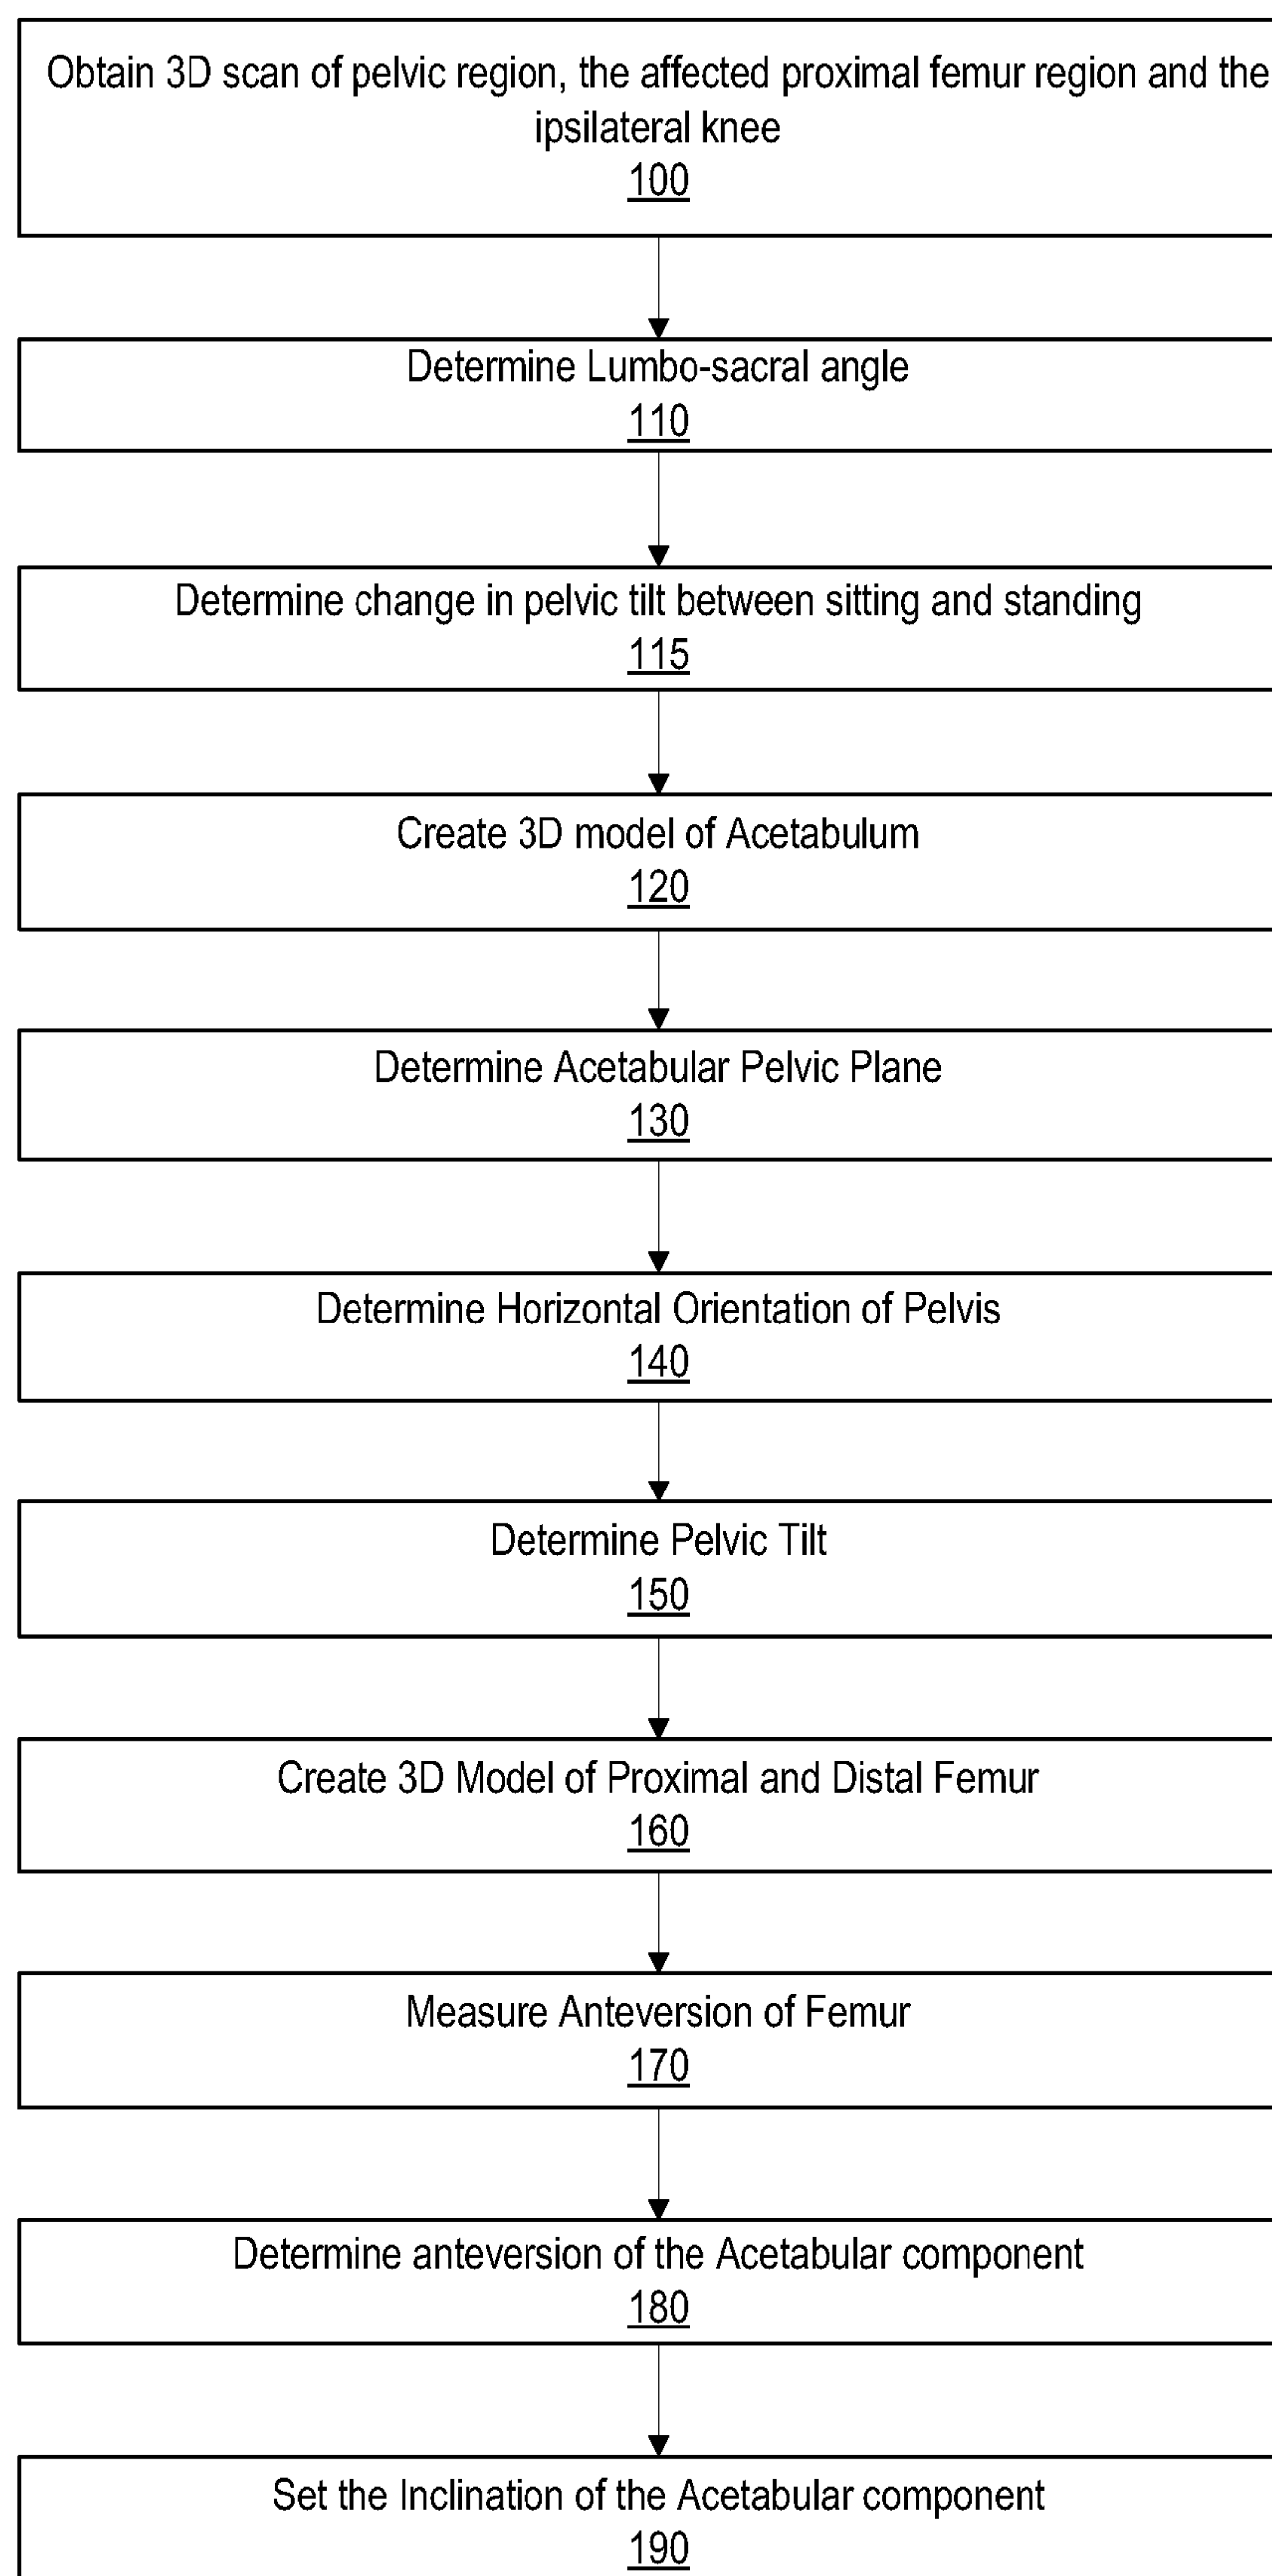 Obtain 3D scan of pelvic region, the affected proximal femur region and the
ipsilateral knee
100
Determine Lumbo-sacral angle
110
Determine change in pelvic tilt between sitting and standing
115
Create 3D model of Acetabulum
120
Determine Acetabular Pelvic Plane
130
Determine Horizontal Orientation of Pelvis
140
Determine Pelvic Tilt
150
Create 3D Model of Proximal and Distal Femur
160
Measure Anteversion of Femur
170
Determine anteversion of the Acetabular component
180
Set the Inclination of the Acetabular component
190